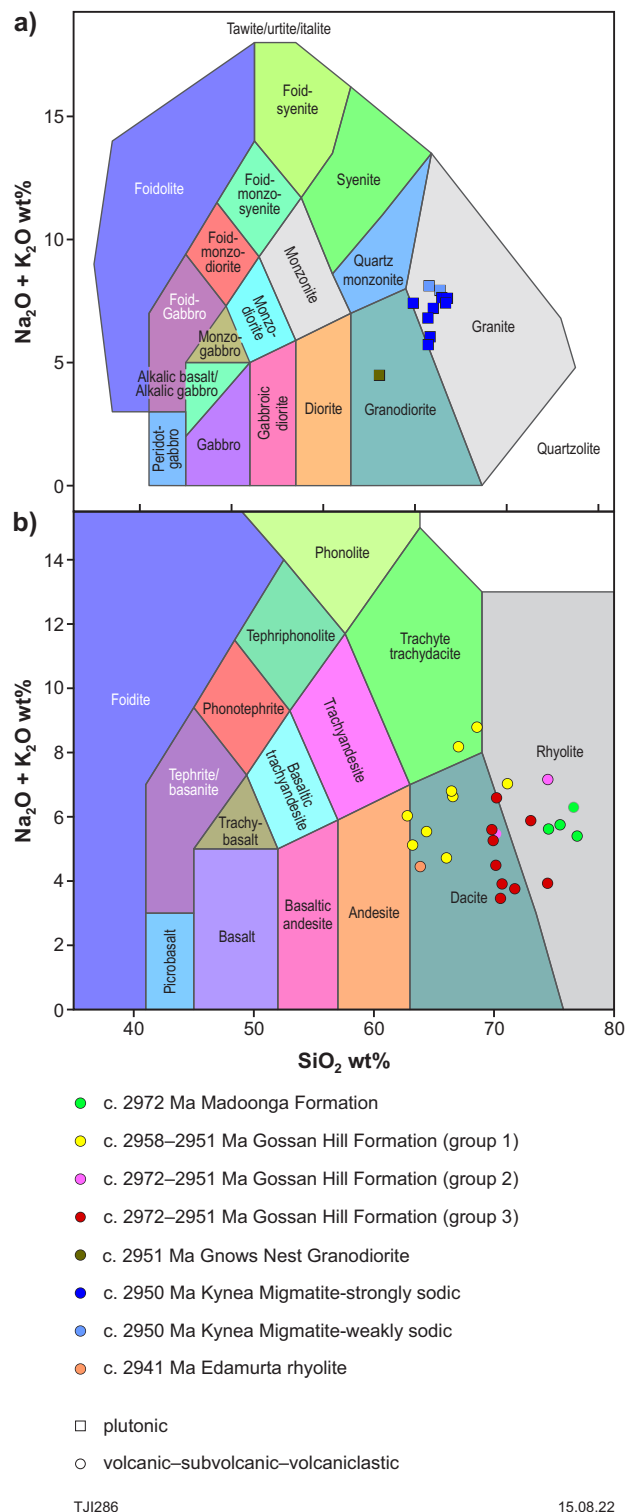 a)
Tawite/urtite/italite
Foid-
syenite
Foidolite
Foid-
monzo-
syenite
Syenite
Foid-
monzo-
diorite
Monzonite
Quartz
monzonite
Foid-
Gabbro
Monzo-
diorite
Monzo-
gabbro
Granite
Alkalic basalt/
Alkalic gabbro
Peridot-
gabbro
Gabbro
Gabbroic
diorite
Diorite
Granodiorite
Quartzolite
15
10
5
0
Na₂O + K₂O wt%
b)
Phonolite
Tephriphonolite
Trachyte
trachydacite
Foidite
Phonotephrite
Trachyandesite
Rhyolite
Tephrite/
basanite
Basaltic
trachyandesite
Trachy-
basalt
Picrobasalt
Basalt
Basaltic
andesite
Andesite
Dacite
14
12
10
8
6
4
2
0
Na₂O + K₂O wt%
40 50 60 70 80
SiO₂ wt%
c. 2972 Ma Madoonga Formation
c. 2958–2951 Ma Gossan Hill Formation (group 1)
c. 2972–2951 Ma Gossan Hill Formation (group 2)
c. 2972–2951 Ma Gossan Hill Formation (group 3)
c. 2951 Ma Gnows Nest Granodiorite
c. 2950 Ma Kynea Migmatite-strongly sodic
c. 2950 Ma Kynea Migmatite-weakly sodic
c. 2941 Ma Edamurta rhyolite
plutonic
volcanic–subvolcanic–volcaniclastic
TJI286 15.08.22